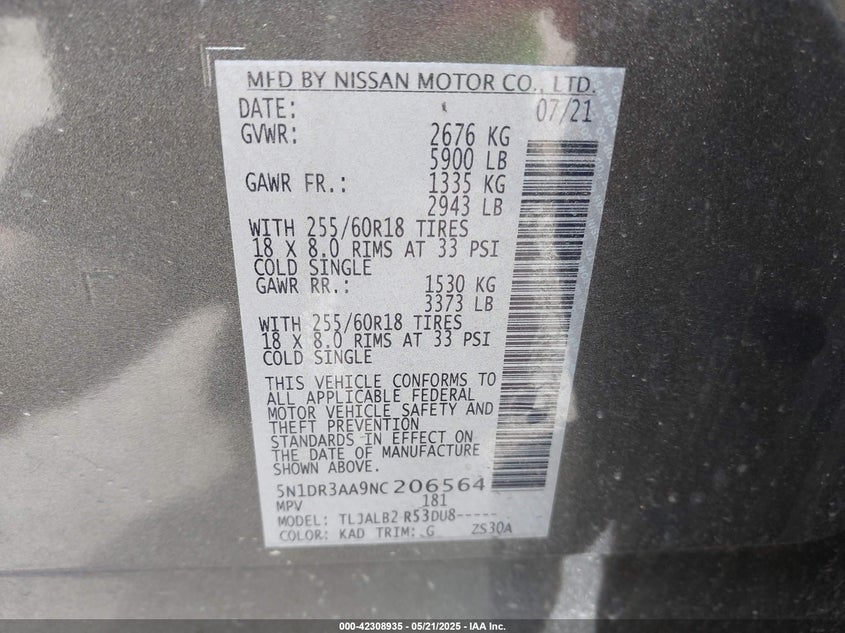 MFD BY NISSAN MOTOR CO., LTD.
DATE: 07/21
GVWR: 2676 KG
5900 LB
GAWR FR.: 1335 KG
2943 LB
WITH 255/60R18 TIRES
18 X 8.0 RIMS AT 33 PSI
COLD SINGLE
GAWR RR.: 1530 KG
3373 LB
WITH 255/60R18 TIRES
18 X 8.0 RIMS AT 33 PSI
COLD SINGLE
THIS VEHICLE CONFORMS TO
ALL APPLICABLE FEDERAL
MOTOR VEHICLE SAFETY AND
THEFT PREVENTION
STANDARDS IN EFFECT ON
THE DATE OF MANUFACTURE
SHOWN ABOVE.
5N1DR3AA9NC206564
MPV 181
MODEL: TLJALB2 R53DU8-----
COLOR: KAD TRIM: G ZS30A
000-42308935 - 05/21/2025 - IAA Inc.